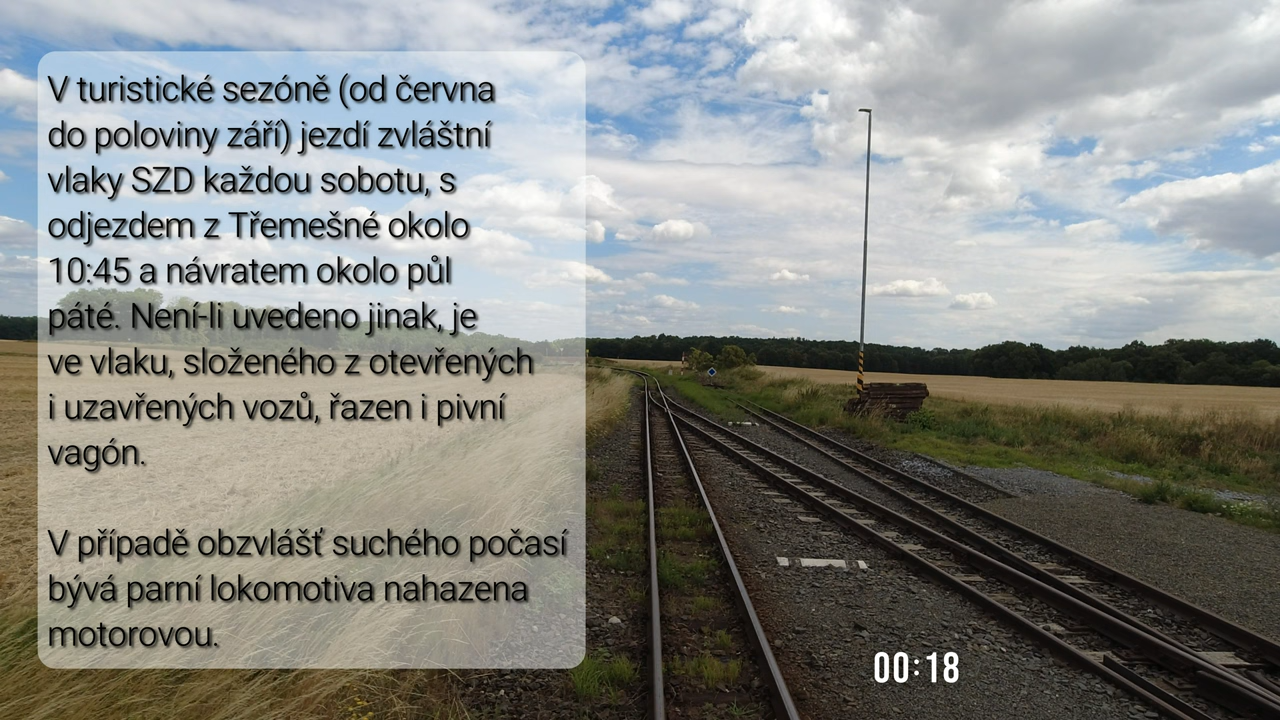 V turistické sezóně (od června
do poloviny září) jezdí zvláštní
vlaky SZD každou sobotu, s
odjezdem z Třemešné okolo
10:45 a návratem okolo půl
páté. Není-li uvedeno jinak, je
ve vlaku, složeného z otevřených
i uzavřených vozů, řazen i pivní
vagón.
V případě obzvlášť suchého počasí
bývá parní lokomotiva nahazena
motorovou.
00:18